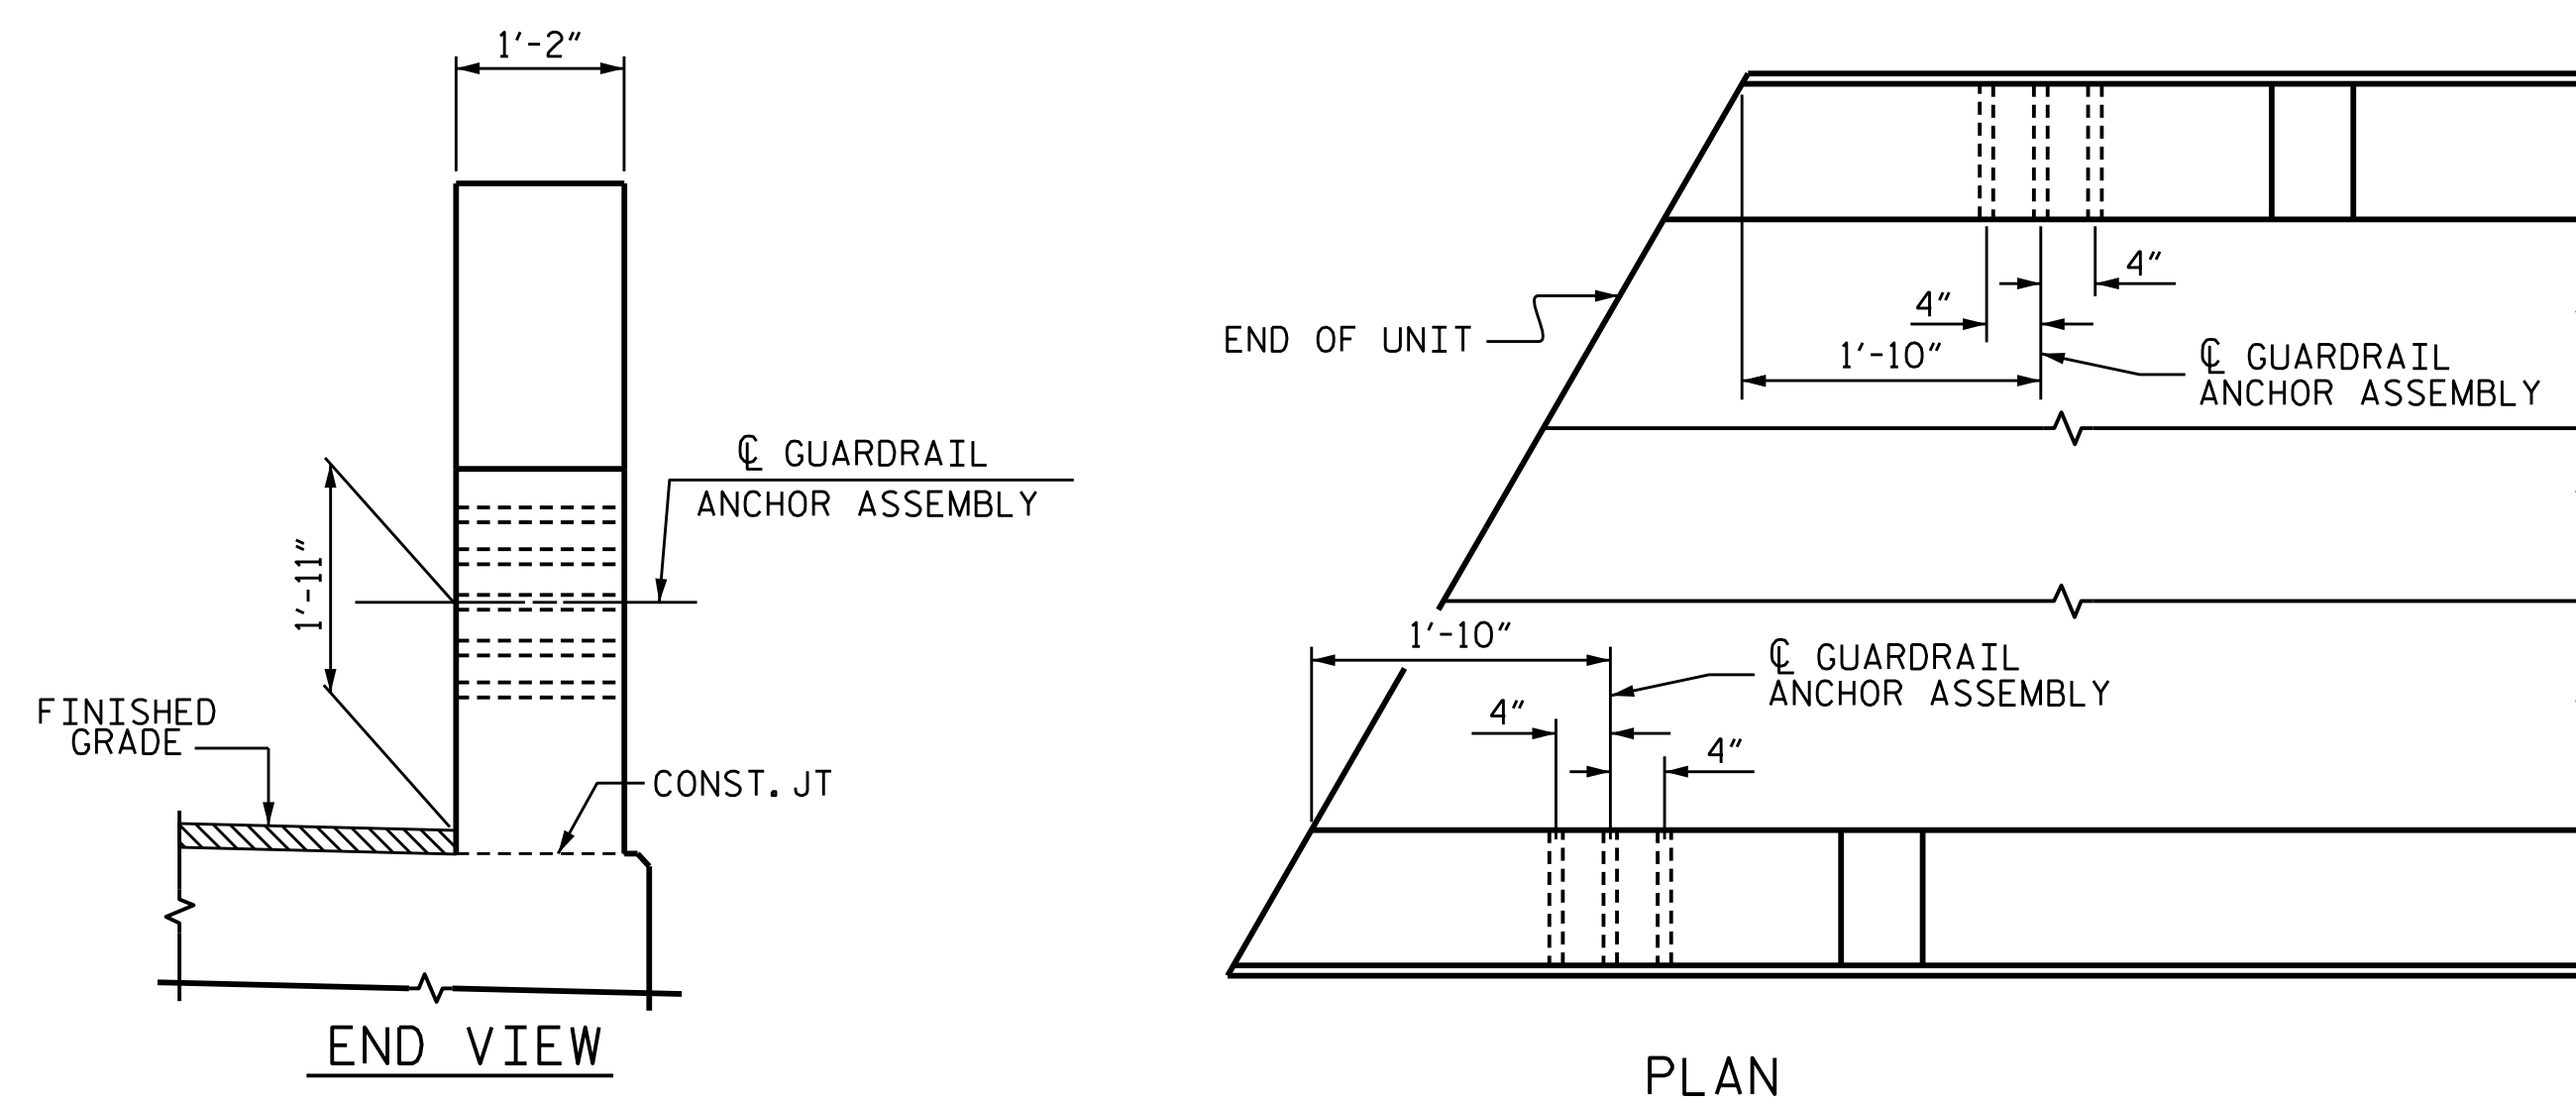 1'-2"
℄ GUARDRAIL
ANCHOR ASSEMBLY
1'-11"
FINISHED
GRADE
CONST. JT
END VIEW
4"
4"
END OF UNIT
1'-10"
℄ GUARDRAIL
ANCHOR ASSEMBLY
1'-10"
℄ GUARDRAIL
ANCHOR ASSEMBLY
4"
4"
PLAN